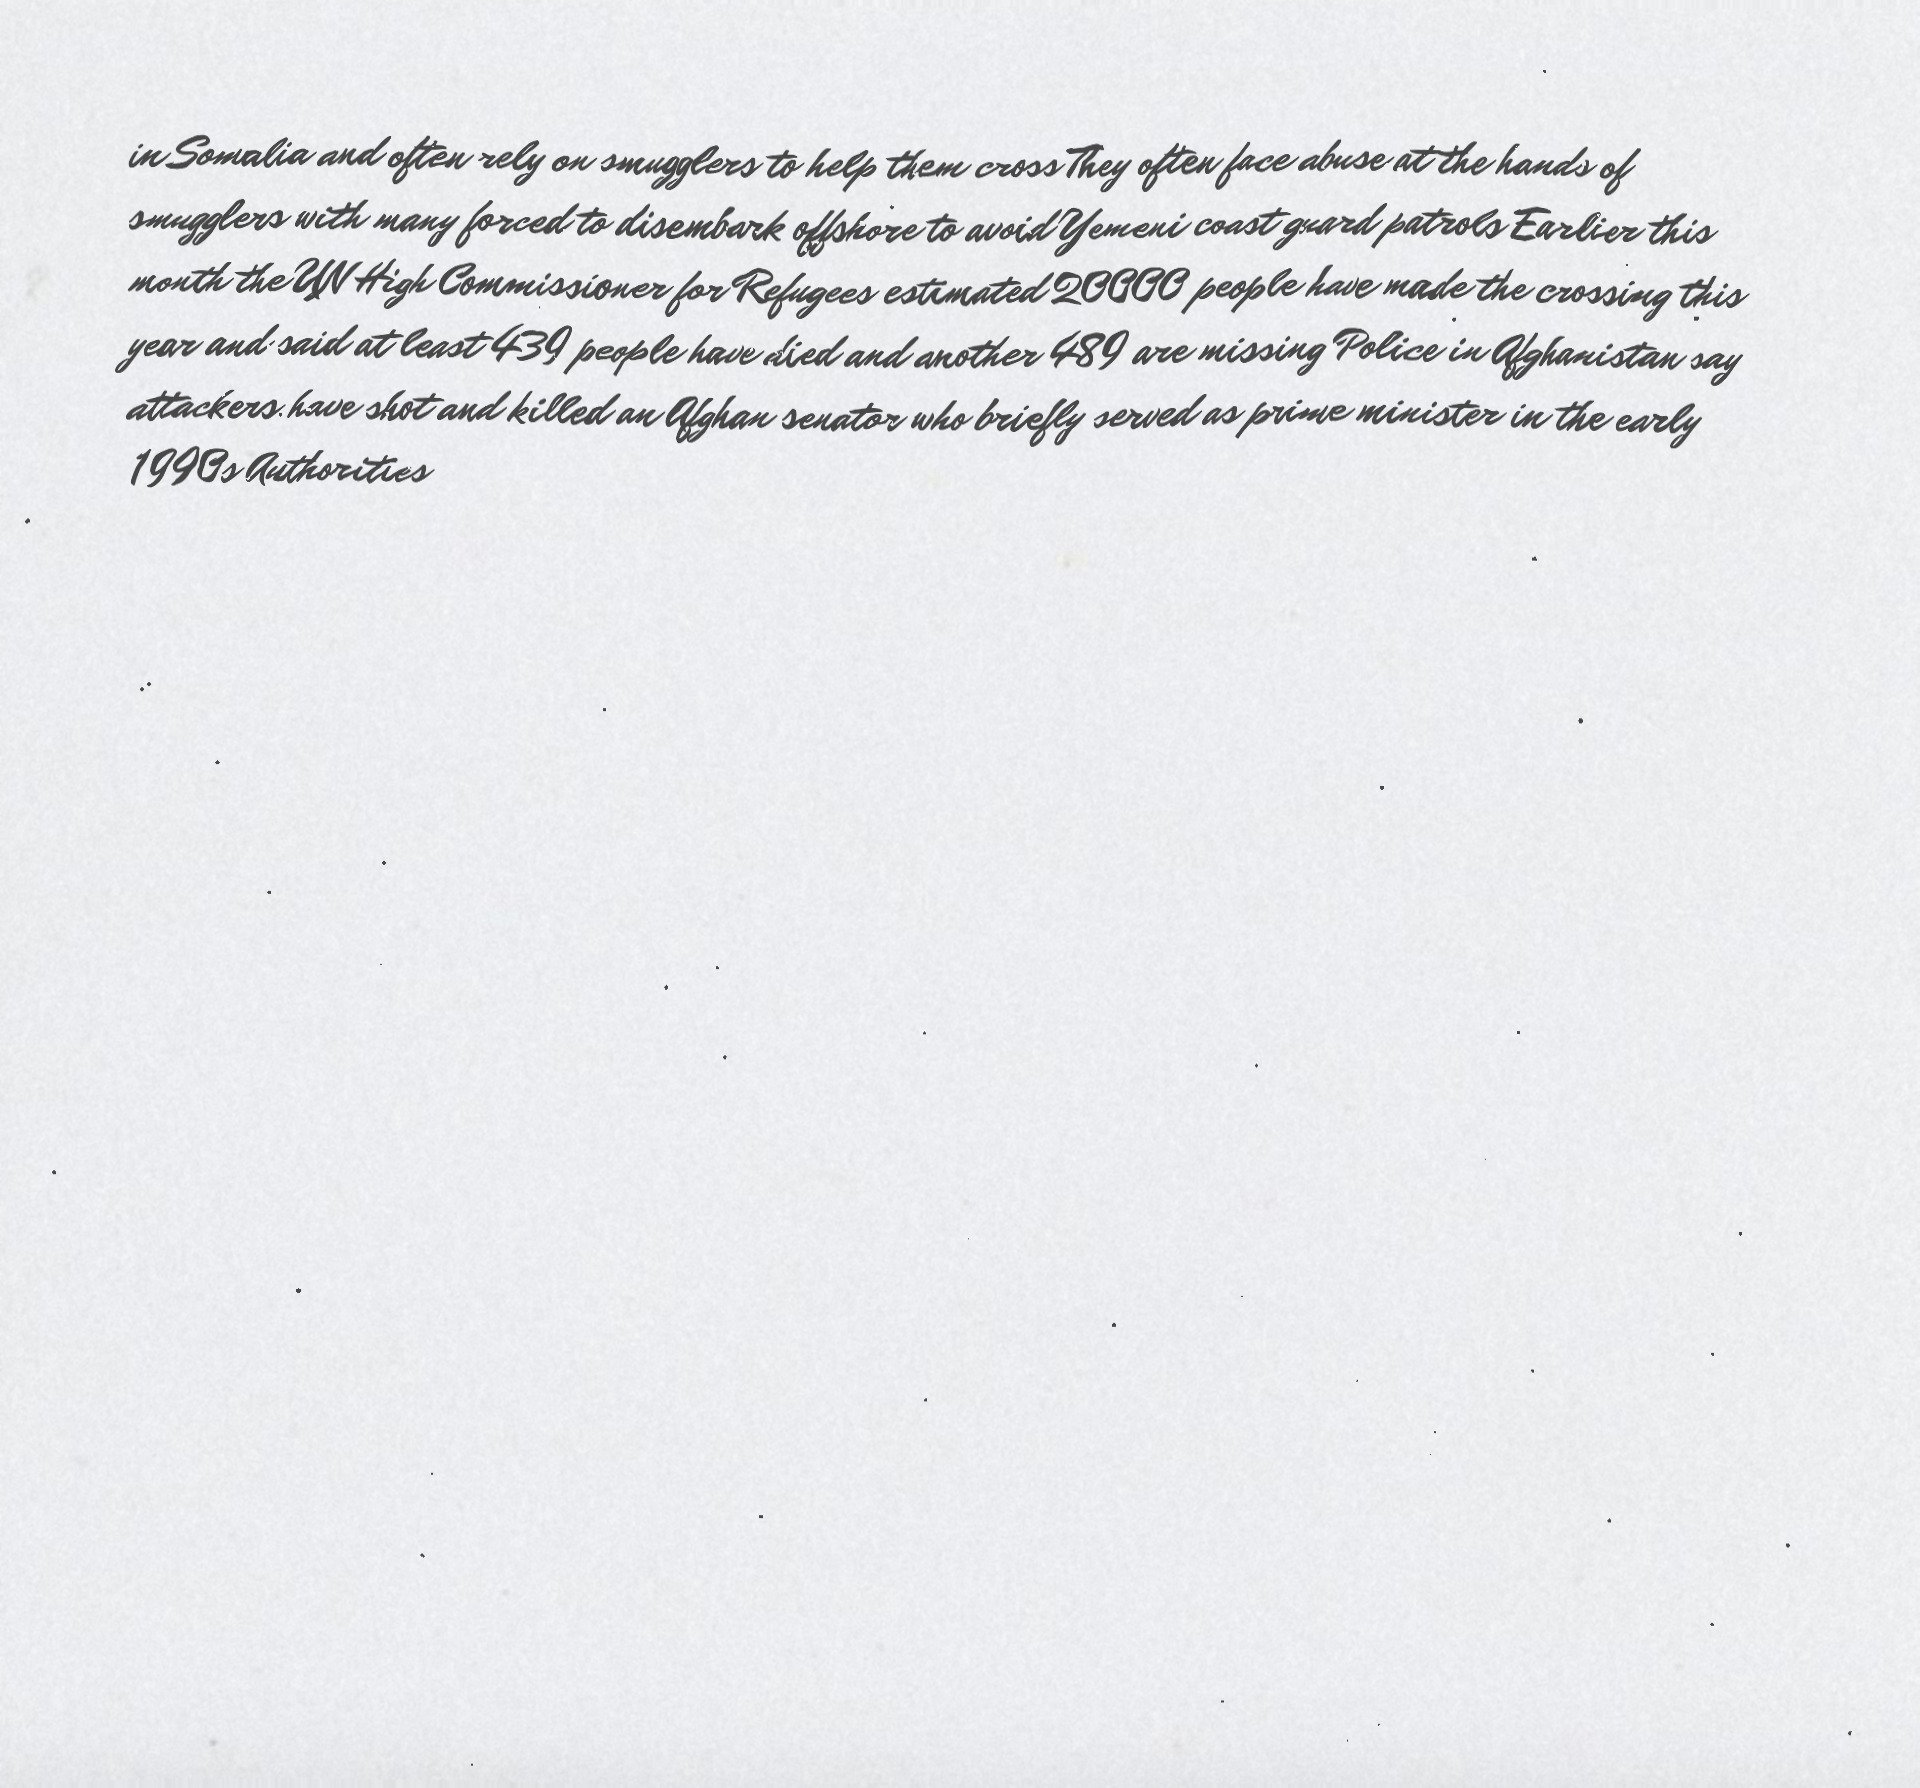 in Somalia and often rely on smugglers to help them cross They often face abuse at the hands of
smugglers with many forced to disembark offshore to avoid Yemeni coast guard patrols Earlier this
month the UN High Commissioner for Refugees estimated 20000 people have made the crossing this
year and said at least 439 people have died and another 489 are missing Police in Afghanistan say
attackers have shot and killed an Afghan senator who briefly served as prime minister in the early
1990s Authorities